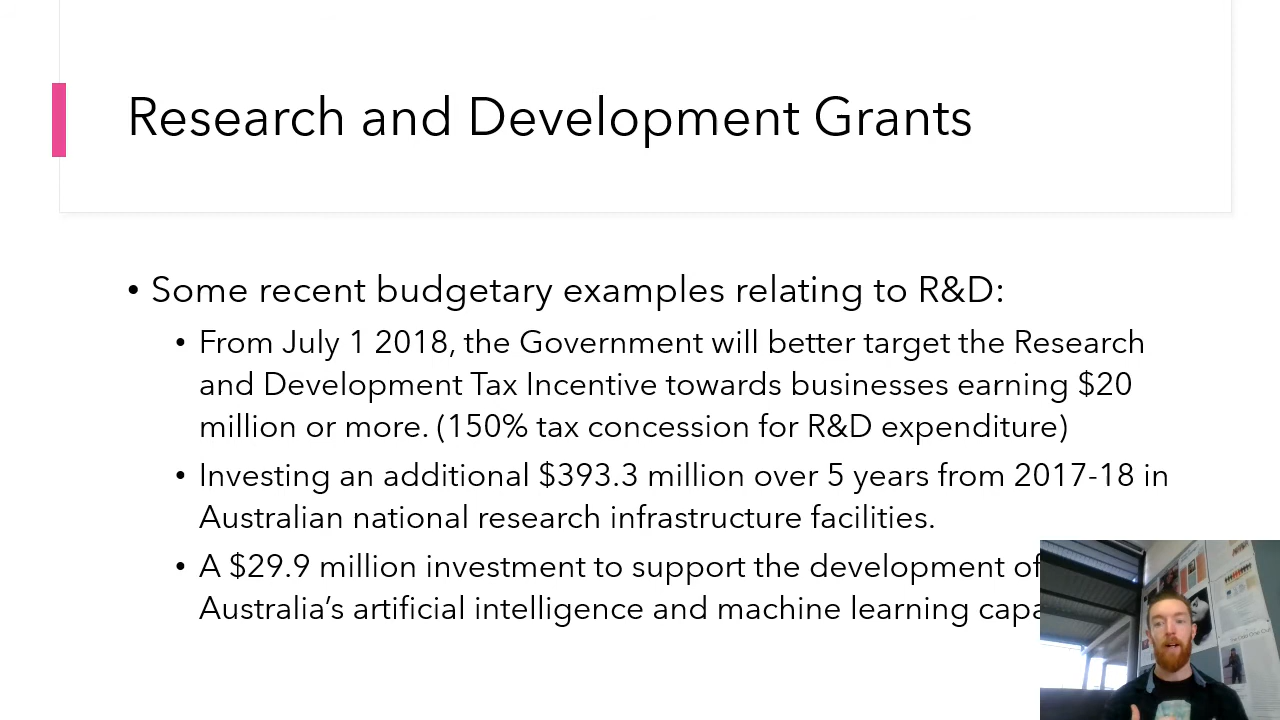 Research and Development Grants
• Some recent budgetary examples relating to R&D:
• From July 1 2018, the Government will better target the Research
and Development Tax Incentive towards businesses earning $20
million or more. (150% tax concession for R&D expenditure)
• Investing an additional $393.3 million over 5 years from 2017-18 in
Australian national research infrastructure facilities.
• A $29.9 million investment to support the development of
Australia’s artificial intelligence and machine learning